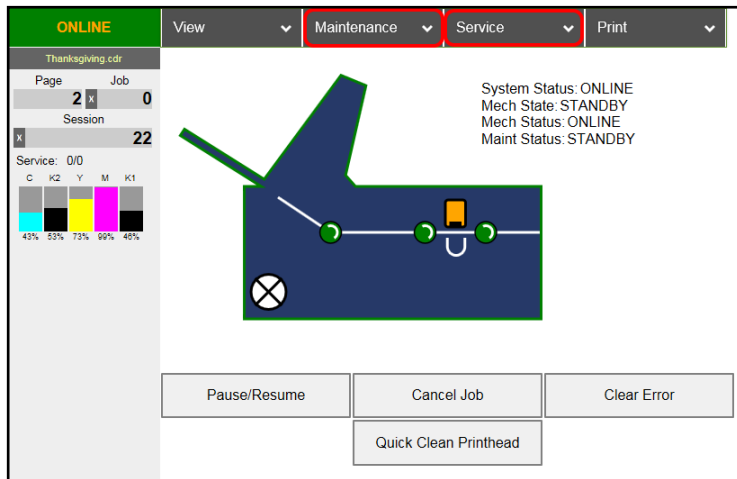 ONLINE
View
Maintenance
Service
Print
Thanksgiving.cdr
Page Job
2 x 0
Session
x 22
Service: 0/0
C K2 Y M K1
43% 53% 73% 99% 46%
System Status: ONLINE
Mech State: STANDBY
Mech Status: ONLINE
Maint Status: STANDBY
Pause/Resume
Cancel Job
Clear Error
Quick Clean Printhead